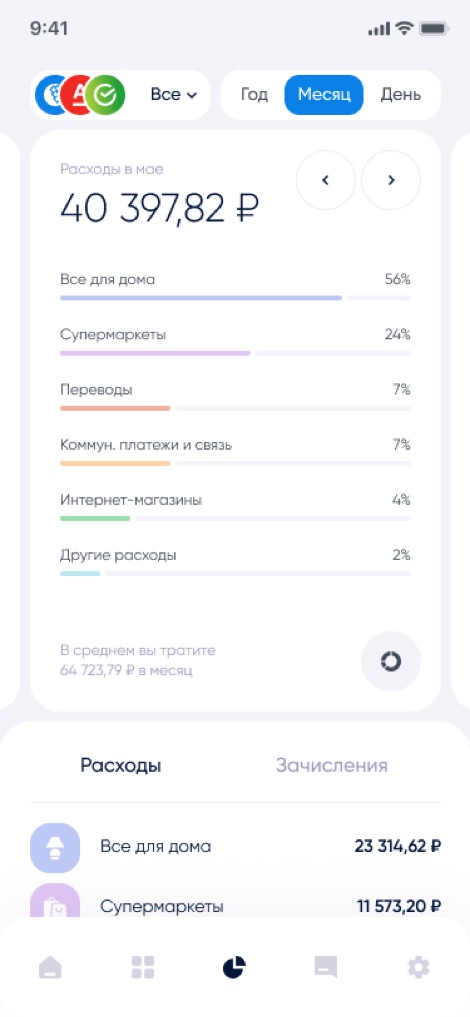 9:41
Все
Год Месяц День
Расходы в мае
40 397,82 ₽
Все для дома 56%
Супермаркеты 24%
Переводы 7%
Коммун. платежи и связь 7%
Интернет-магазины 4%
Другие расходы 2%
В среднем вы тратите
64 723,79 ₽ в месяц
Расходы Зачисления
Все для дома 23 314,62 ₽
Супермаркеты 11 573,20 ₽